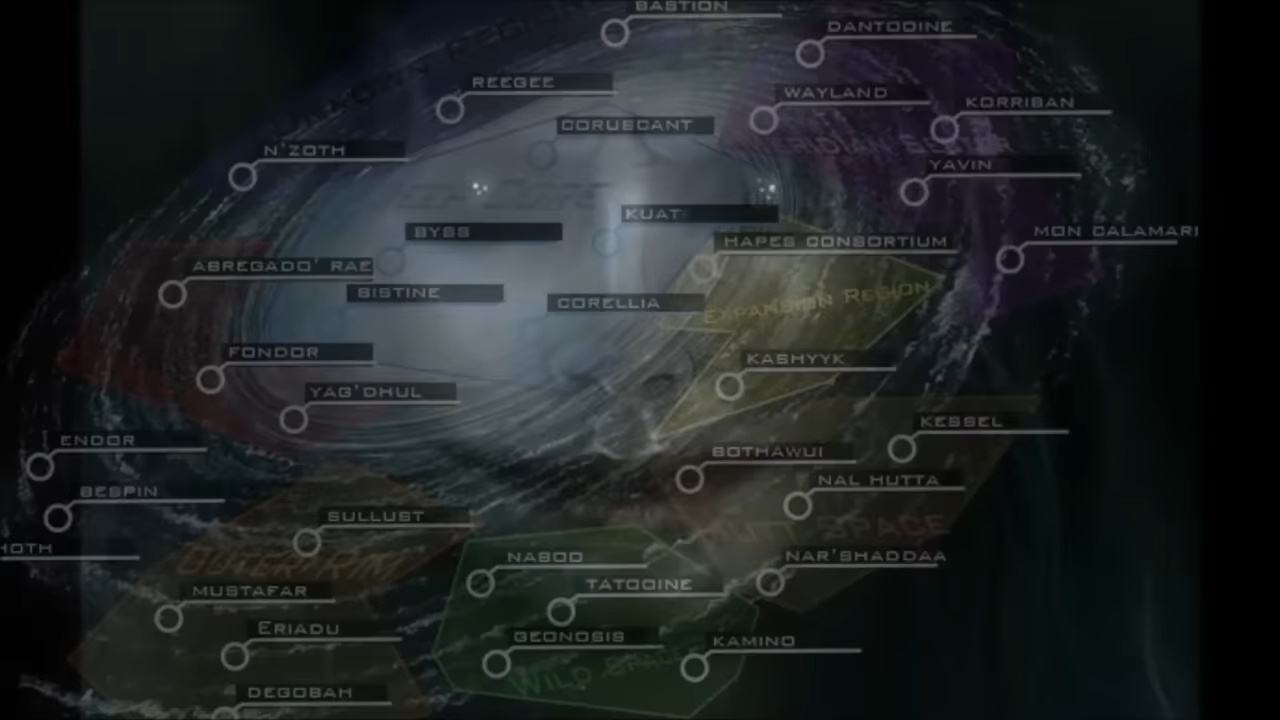 BASTION
DANTOOINE
REEGEE
WAYLAND
KORRIBAN
CORUSCANT
N'ZOTH
YAVIN
KUAT
BYSS
MON CALAMARI
HAPES CONSORTIUM
ABREGADO' RAE
BISTINE
EXPANSION REGION
CORELLIA
FONDOR
KASHYYK
YAG'DHUL
KESSEL
ENDOR
BOTHAWUI
NAL HUTTA
BESPIN
SULLUST
HUTT SPACE
HOTH
NABOO
NAR'SHADDAA
OUTER RIM
TATOOINE
MUSTAFAR
ERIADU
GEONOSIS
KAMINO
WILD SPACE
DEGOBAH